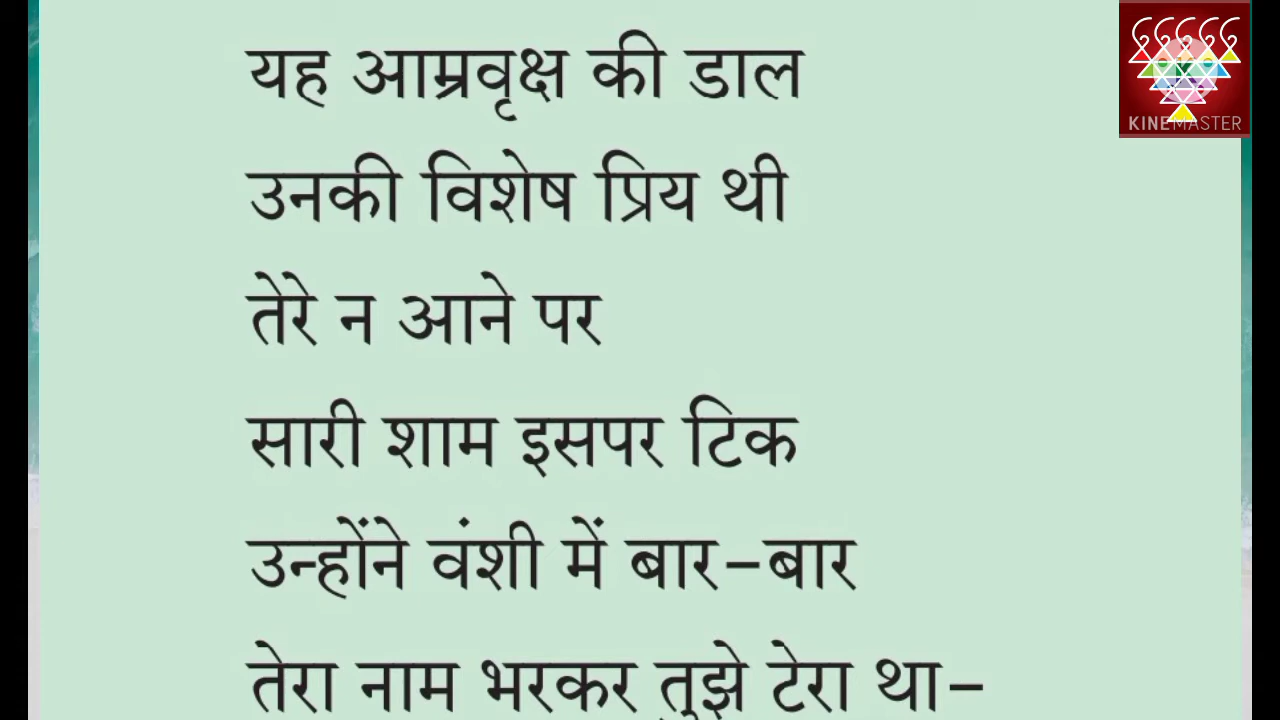 यह आम्रवृक्ष की डाल
उनकी विशेष प्रिय थी
तेरे न आने पर
सारी शाम इसपर टिक
उन्होंने वंशी में बार-बार
तेरा नाम भरकर तुझे टेरा था-
KINEMASTER